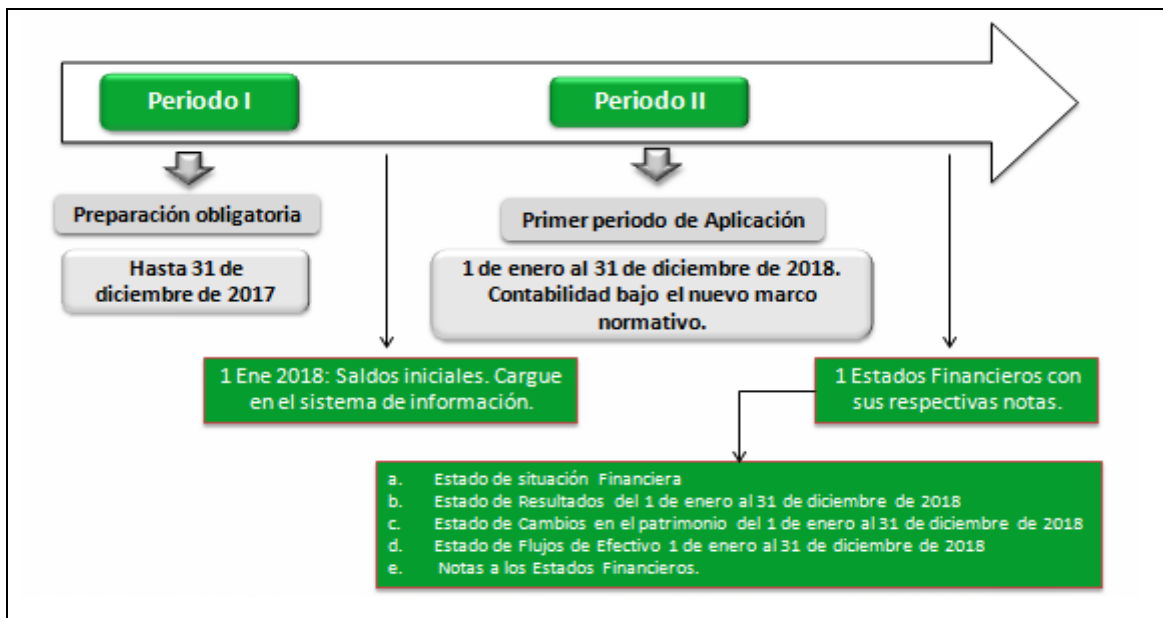 Periodo I
Periodo II
Preparación obligatoria
Hasta 31 de
diciembre de 2017
Primer periodo de Aplicación
1 de enero al 31 de diciembre de 2018.
Contabilidad bajo el nuevo marco
normativo.
1 Ene 2018: Saldos iniciales. Cargue
en el sistema de información.
1 Estados Financieros con
sus respectivas notas.
a. Estado de situación Financiera
b. Estado de Resultados del 1 de enero al 31 de diciembre de 2018
c. Estado de Cambios en el patrimonio del 1 de enero al 31 de diciembre de 2018
d. Estado de Flujos de Efectivo 1 de enero al 31 de diciembre de 2018
e. Notas a los Estados Financieros.